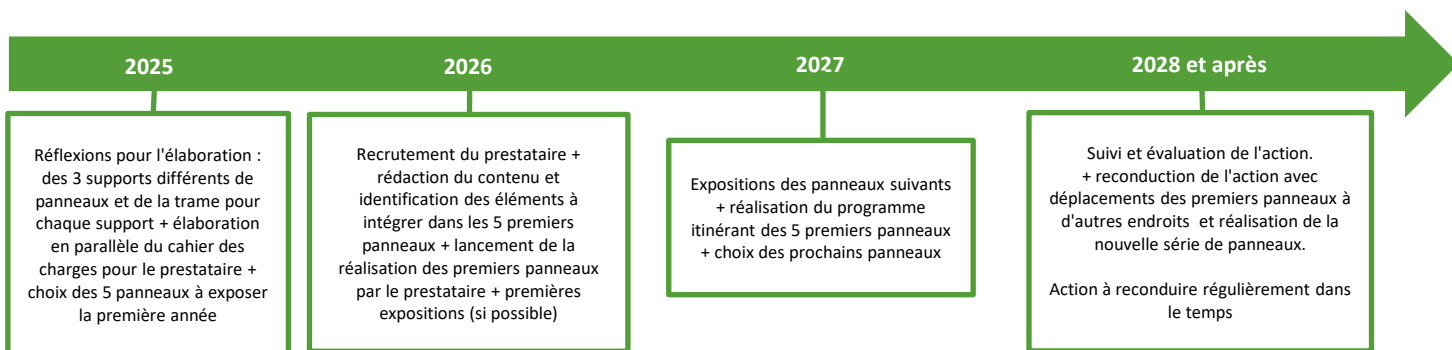 2025
2026
2027
2028 et après
Réflexions pour l'élaboration :
des 3 supports différents de
panneaux et de la trame pour
chaque support + élaboration
en parallèle du cahier des
charges pour le prestataire +
choix des 5 panneaux à exposer
la première année
Recrutement du prestataire +
rédaction du contenu et
identification des éléments à
intégrer dans les 5 premiers
panneaux + lancement de la
réalisation des premiers panneaux
par le prestataire + premières
expositions (si possible)
Expositions des panneaux suivants
+ réalisation du programme
itinérant des 5 premiers panneaux
+ choix des prochains panneaux
Suivi et évaluation de l'action.
+ reconduction de l'action avec
déplacements des premiers panneaux à
d'autres endroits et réalisation de la
nouvelle série de panneaux.
Action à reconduire régulièrement dans
le temps